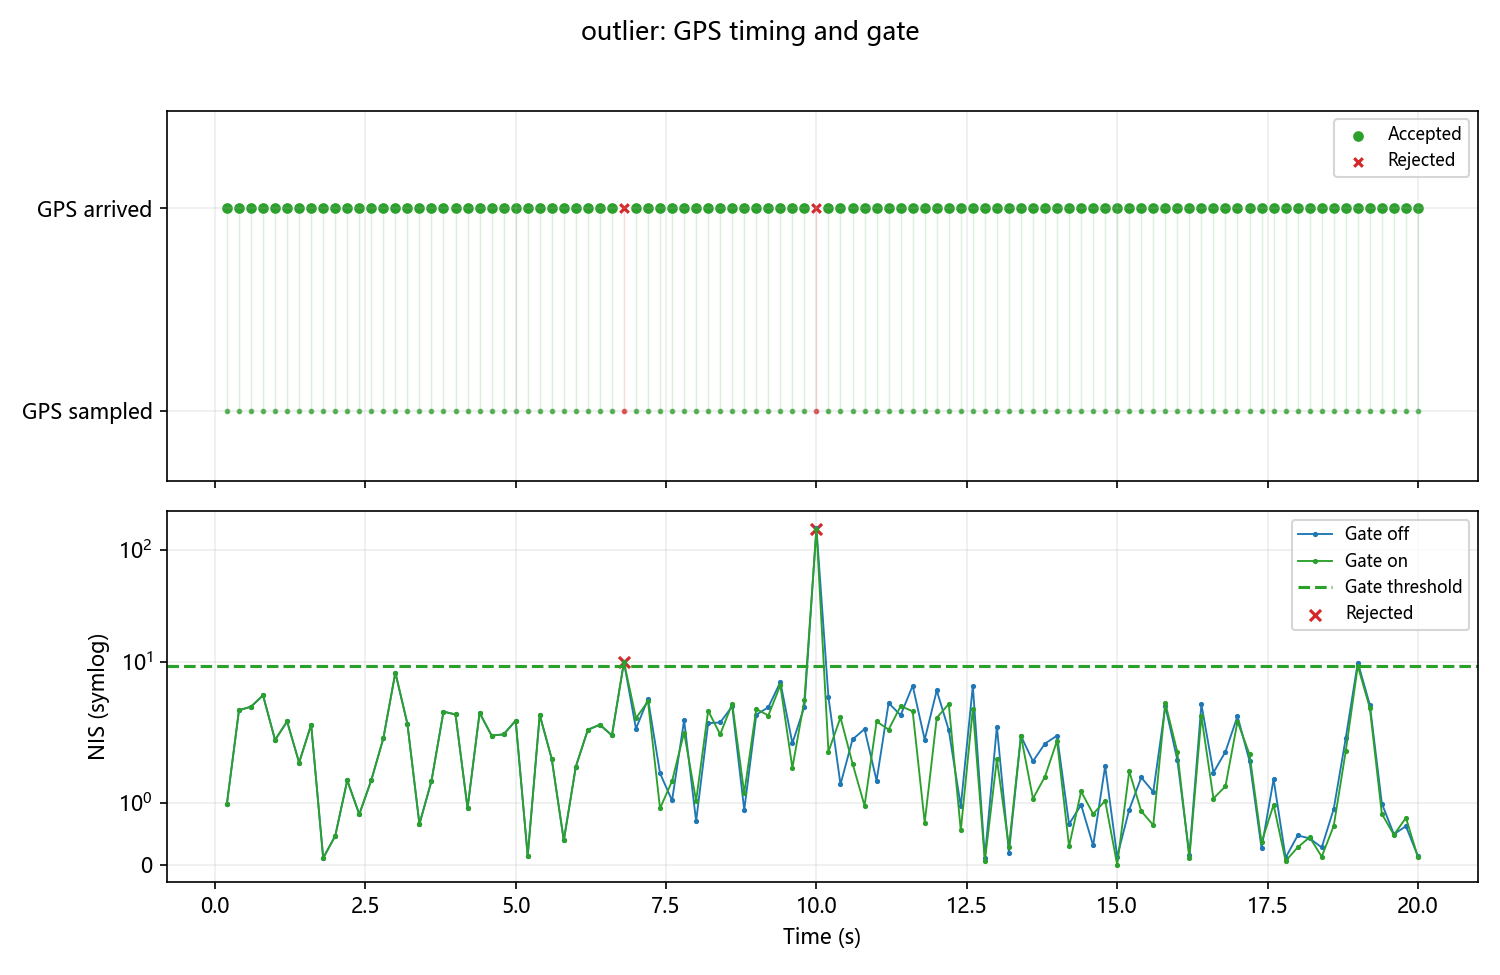 outlier: GPS timing and gate
Accepted
Rejected
GPS arrived
GPS sampled
Gate off
Gate on
Gate threshold
Rejected
NIS (symlog)
10²
10¹
10⁰
0
0.0 2.5 5.0 7.5 10.0 12.5 15.0 17.5 20.0
Time (s)